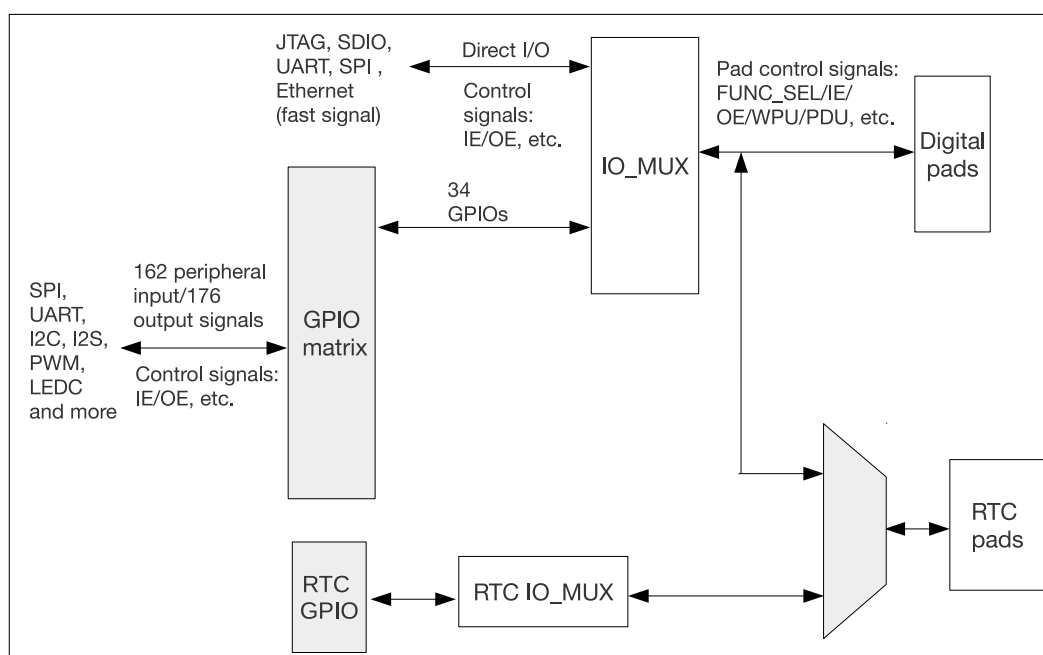 JTAG, SDIO,
UART, SPI ,
Ethernet
(fast signal)
Direct I/O
Control
signals:
IE/OE, etc.
IO_MUX
Pad control signals:
FUNC_SEL/IE/
OE/WPU/PDU, etc.
Digital
pads
34
GPIOs
SPI,
UART,
I2C, I2S,
PWM,
LEDC
and more
162 peripheral
input/176
output signals
Control signals:
IE/OE, etc.
GPIO
matrix
RTC
GPIO
RTC IO_MUX
RTC
pads